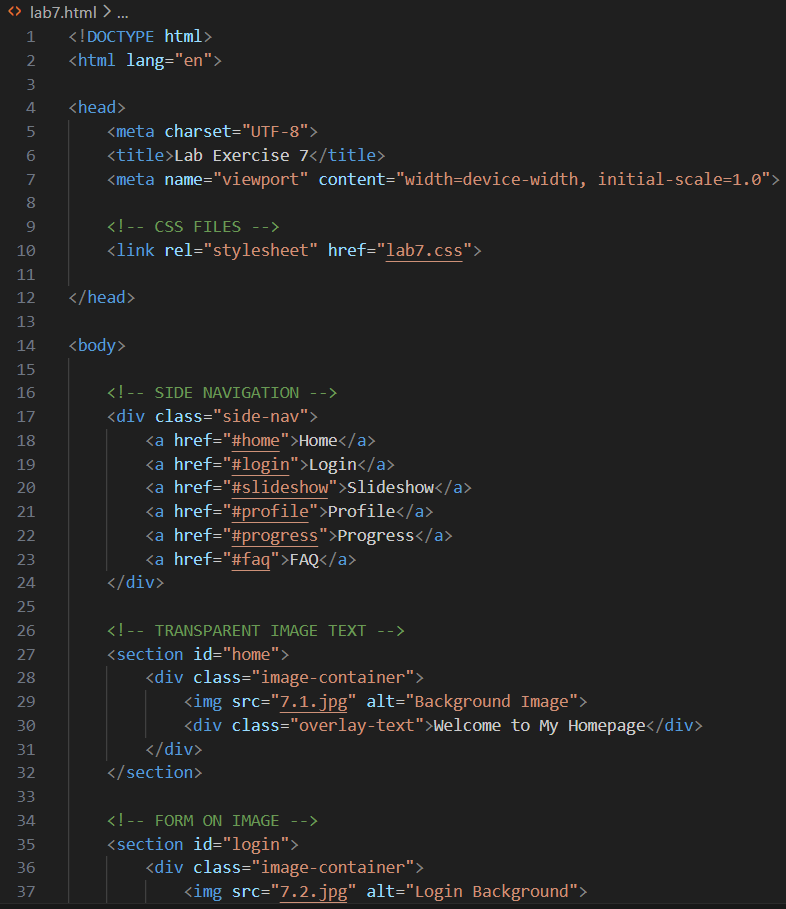 lab7.html > ...
1 <!DOCTYPE html>
2 <html lang="en">
3
4 <head>
5     <meta charset="UTF-8">
6     <title>Lab Exercise 7</title>
7     <meta name="viewport" content="width=device-width, initial-scale=1.0">
8
9     <!-- CSS FILES -->
10     <link rel="stylesheet" href="lab7.css">
11
12 </head>
13
14 <body>
15
16     <!-- SIDE NAVIGATION -->
17     <div class="side-nav">
18         <a href="#home">Home</a>
19         <a href="#login">Login</a>
20         <a href="#slideshow">Slideshow</a>
21         <a href="#profile">Profile</a>
22         <a href="#progress">Progress</a>
23         <a href="#faq">FAQ</a>
24     </div>
25
26     <!-- TRANSPARENT IMAGE TEXT -->
27     <section id="home">
28         <div class="image-container">
29             <img src="7.1.jpg" alt="Background Image">
30             <div class="overlay-text">Welcome to My Homepage</div>
31         </div>
32     </section>
33
34     <!-- FORM ON IMAGE -->
35     <section id="login">
36         <div class="image-container">
37             <img src="7.2.jpg" alt="Login Background">